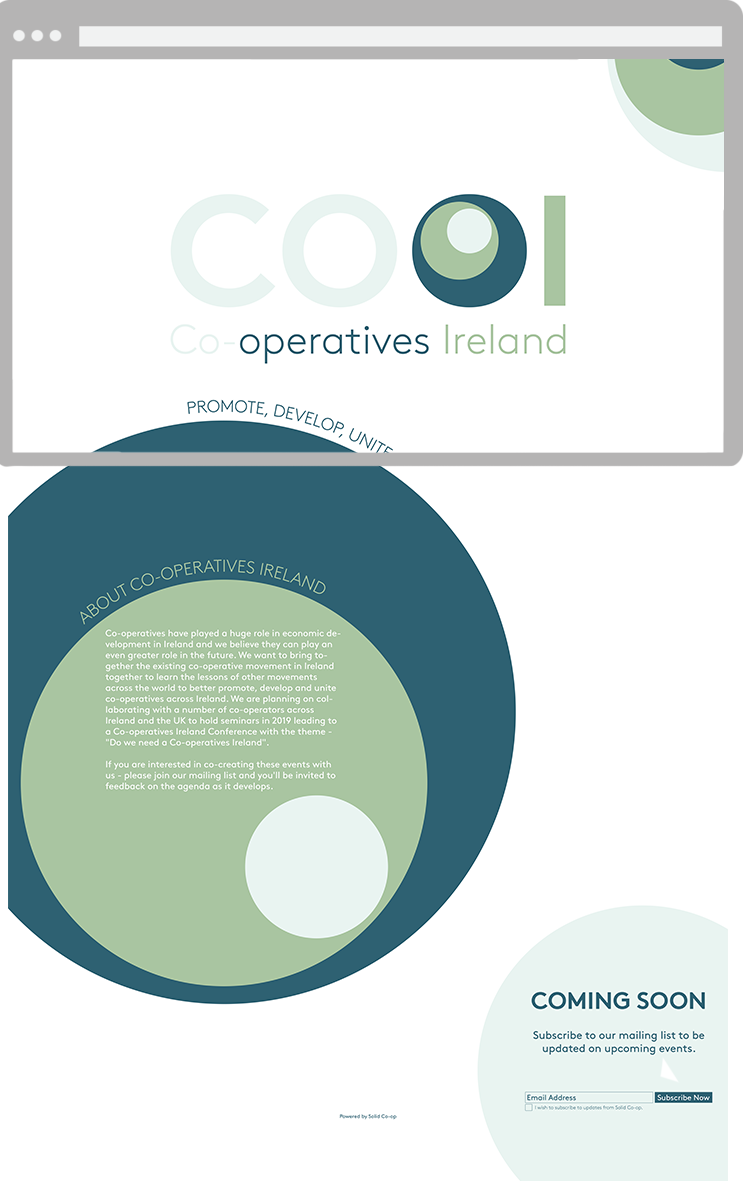 COOI
Co-operatives Ireland
PROMOTE, DEVELOP, UNITE
ABOUT CO-OPERATIVES IRELAND
Co-operatives have played a huge role in economic de-
velopment in Ireland and we believe they can play an
even greater role in the future. We want to bring to-
gether the existing co-operative movement in Ireland
together to learn the lessons of other movements
across the world to better promote, develop and unite
co-operatives across Ireland. We are planning on col-
laborating with a number of co-operators across
Ireland and the UK to hold seminars in 2019 leading to
a Co-operatives Ireland Conference with the theme -
"Do we need a Co-operatives Ireland".
If you are interested in co-creating these events with
us - please join our mailing list and you'll be invited to
feedback on the agenda as it develops.
COMING SOON
Subscribe to our mailing list to be
updated on upcoming events.
Email Address Subscribe Now
I wish to subscribe to updates from Solid Co-op.
Powered by Solid Co-op